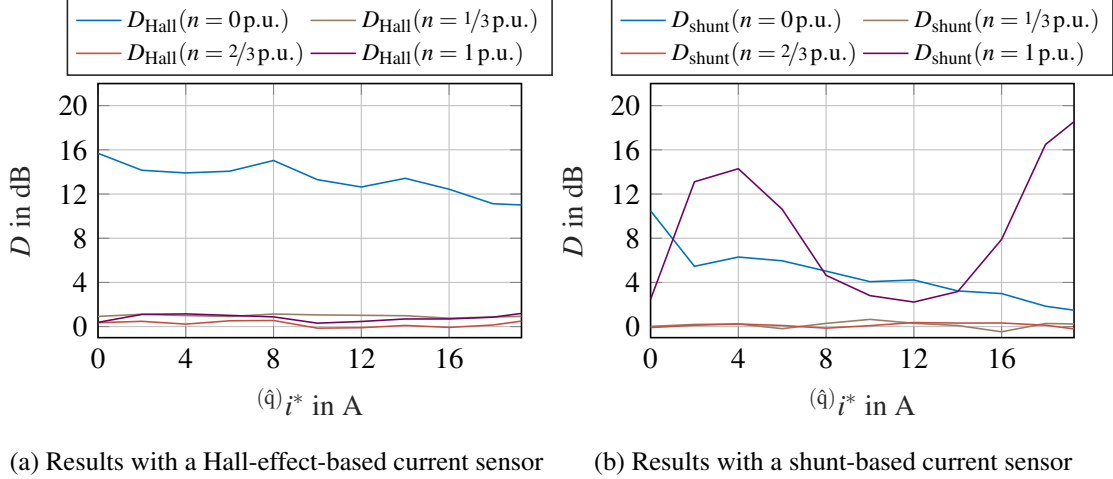 D_Hall(n = 0 p.u.) D_Hall(n = 1/3 p.u.)
D_Hall(n = 2/3 p.u.) D_Hall(n = 1 p.u.)
20
16
12
8
4
0
D in dB
0 4 8 12 16
(q̂)i* in A
(a) Results with a Hall-effect-based current sensor
D_shunt(n = 0 p.u.) D_shunt(n = 1/3 p.u.)
D_shunt(n = 2/3 p.u.) D_shunt(n = 1 p.u.)
20
16
12
8
4
0
D in dB
0 4 8 12 16
(q̂)i* in A
(b) Results with a shunt-based current sensor